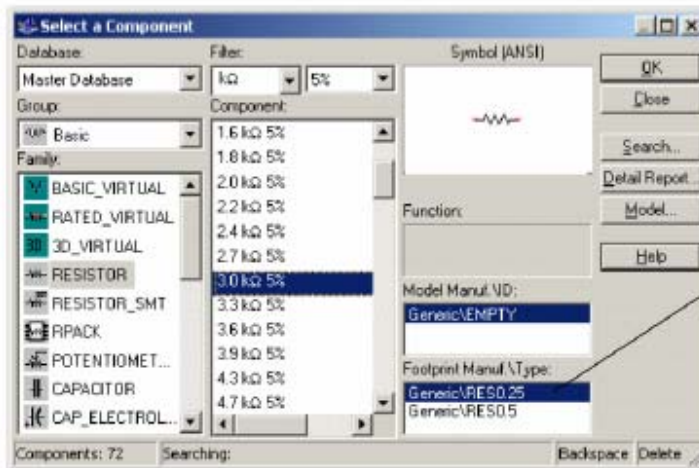 Select a Component
Database:
Master Database
Group:
Basic
Family:
BASIC_VIRTUAL
RATED_VIRTUAL
3D_VIRTUAL
RESISTOR
RESISTOR_SMT
RPACK
POTENTIOMET...
CAPACITOR
CAP_ELECTROL...
Filter:
kΩ 5%
Component:
1.6 kΩ 5%
1.8 kΩ 5%
2.0 kΩ 5%
2.2 kΩ 5%
2.4 kΩ 5%
2.7 kΩ 5%
3.0 kΩ 5%
3.3 kΩ 5%
3.6 kΩ 5%
3.9 kΩ 5%
4.3 kΩ 5%
4.7 kΩ 5%
Symbol (ANSI)
Function:
Model Manuf.\ID:
Generic\EMPTY
Footprint Manuf.\Type:
Generic\RES0.25
Generic\RES0.5
OK
Close
Search...
Detail Report...
Model...
Help
Components: 72 Searching: Backspace Delete